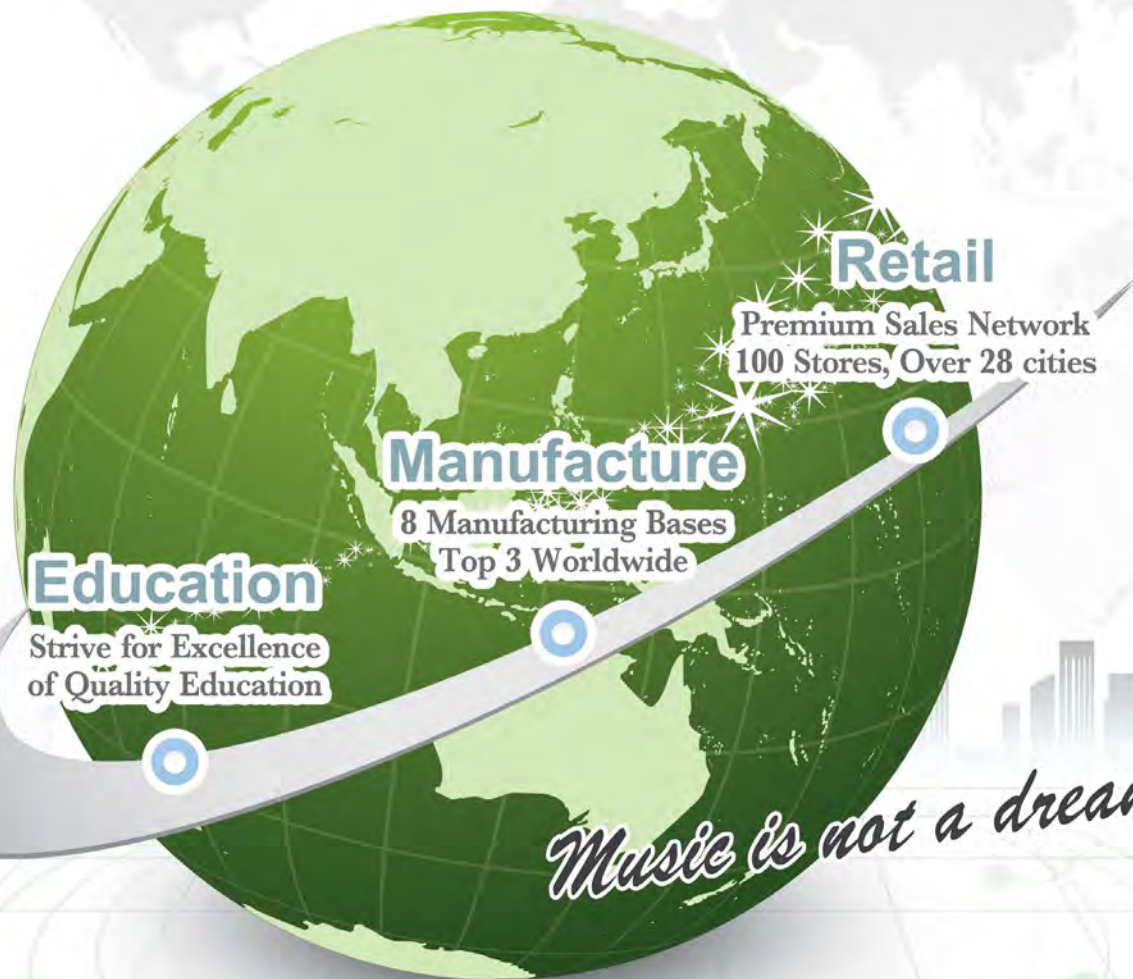 Retail
Premium Sales Network
100 Stores, Over 28 cities
Manufacture
8 Manufacturing Bases
Top 3 Worldwide
Education
Strive for Excellence
of Quality Education
Music is not a